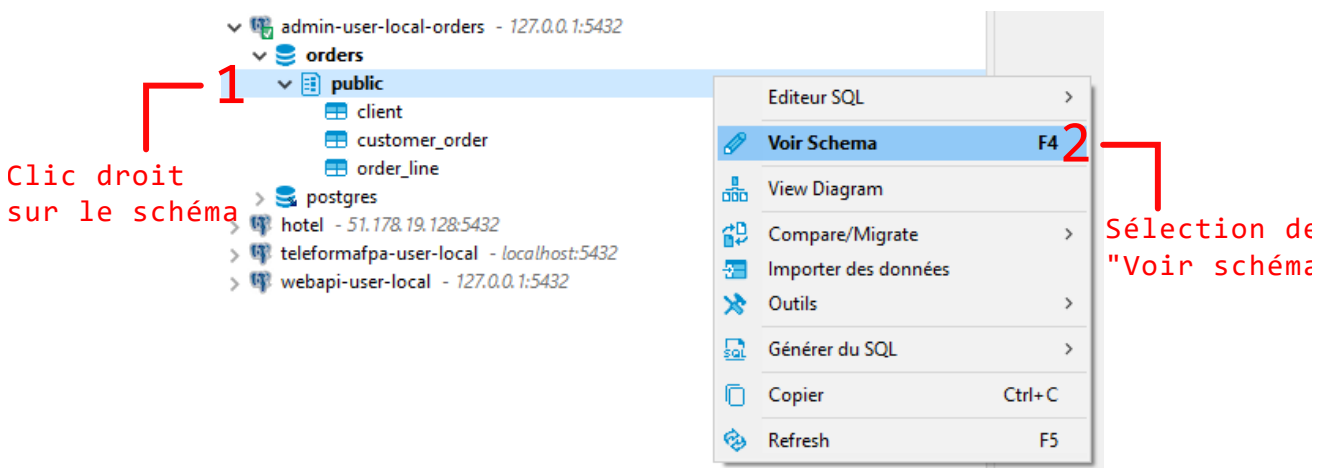 admin-user-local-orders - 127.0.0.1:5432
orders
1
public
client
customer_order
order_line
postgres
hotel - 51.178.19.128:5432
teleformafpa-user-local - localhost:5432
webapi-user-local - 127.0.0.1:5432
Clic droit
sur le schéma
Editeur SQL
Voir Schema F4
2
View Diagram
Compare/Migrate
Importer des données
Outils
Générer du SQL
Copier Ctrl+C
Refresh F5
Sélection de
"Voir schéma